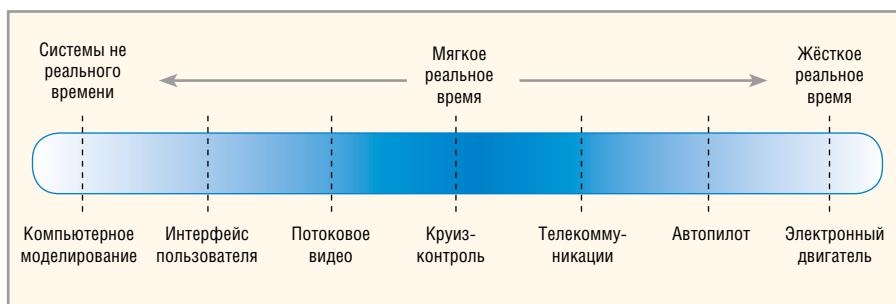 Системы не
реального
времени
Мягкое
реальное
время
Жёсткое
реальное
время
Компьютерное
моделирование
Интерфейс
пользователя
Потоковое
видео
Круиз-
контроль
Телекомму-
никации
Автопилот
Электронный
двигатель